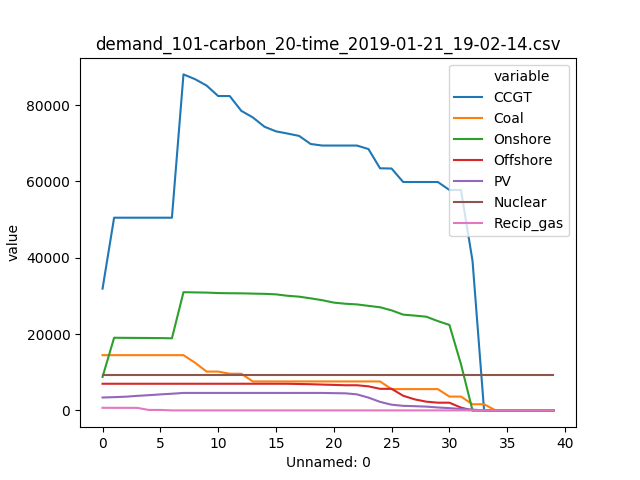 demand_101-carbon_20-time_2019-01-21_19-02-14.csv
variable
CCGT
Coal
Onshore
Offshore
PV
Nuclear
Recip_gas
value
80000
60000
40000
20000
0
0 5 10 15 20 25 30 35 40
Unnamed: 0